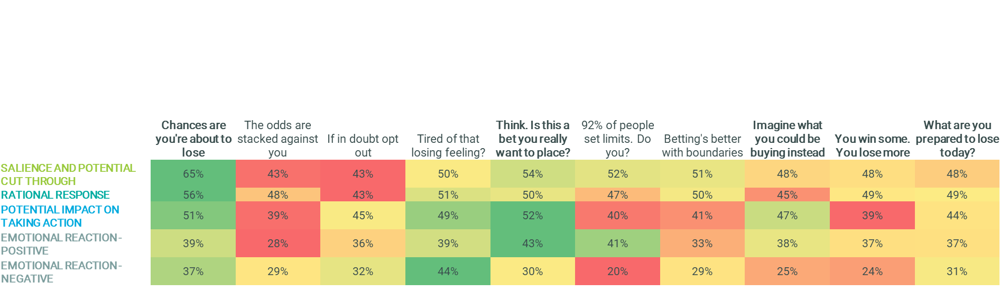 Chances are
you're about to
lose
The odds are
stacked against
you
If in doubt opt
out
Tired of that
losing feeling?
Think. Is this a
bet you really
want to place?
92% of people
set limits. Do
you?
Betting's better
with boundaries
Imagine what
you could be
buying instead
You win some.
You lose more
What are you
prepared to lose
today?
SALIENCE AND POTENTIAL
CUT THROUGH
65% 43% 43% 50% 54% 52% 51% 48% 48% 48%
RATIONAL RESPONSE 56% 48% 43% 51% 50% 47% 50% 45% 49% 49%
POTENTIAL IMPACT ON
TAKING ACTION
51% 39% 45% 49% 52% 40% 41% 47% 39% 44%
EMOTIONAL REACTION-
POSITIVE
39% 28% 36% 39% 43% 41% 33% 38% 37% 37%
EMOTIONAL REACTION-
NEGATIVE
37% 29% 32% 44% 30% 20% 29% 25% 24% 31%